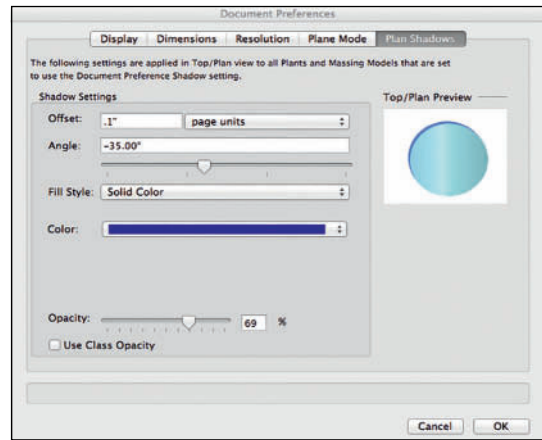 Document Preferences
Display Dimensions Resolution Plane Mode Plan Shadows
The following settings are applied in Top/Plan view to all Plants and Massing Models that are set
to use the Document Preference Shadow setting.
Shadow Settings
Top/Plan Preview
Offset: .1" page units
Angle: -35.00°
Fill Style: Solid Color
Color:
Opacity: 69 %
Use Class Opacity
Cancel OK